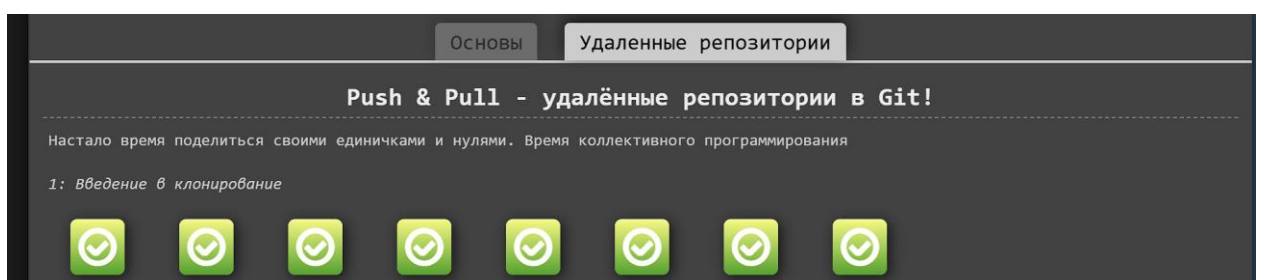 Основы Удаленные репозитории
Push & Pull - удалённые репозитории в Git!
Настало время поделиться своими единичками и нулями. Время коллективного программирования
1: Введение в клонирование